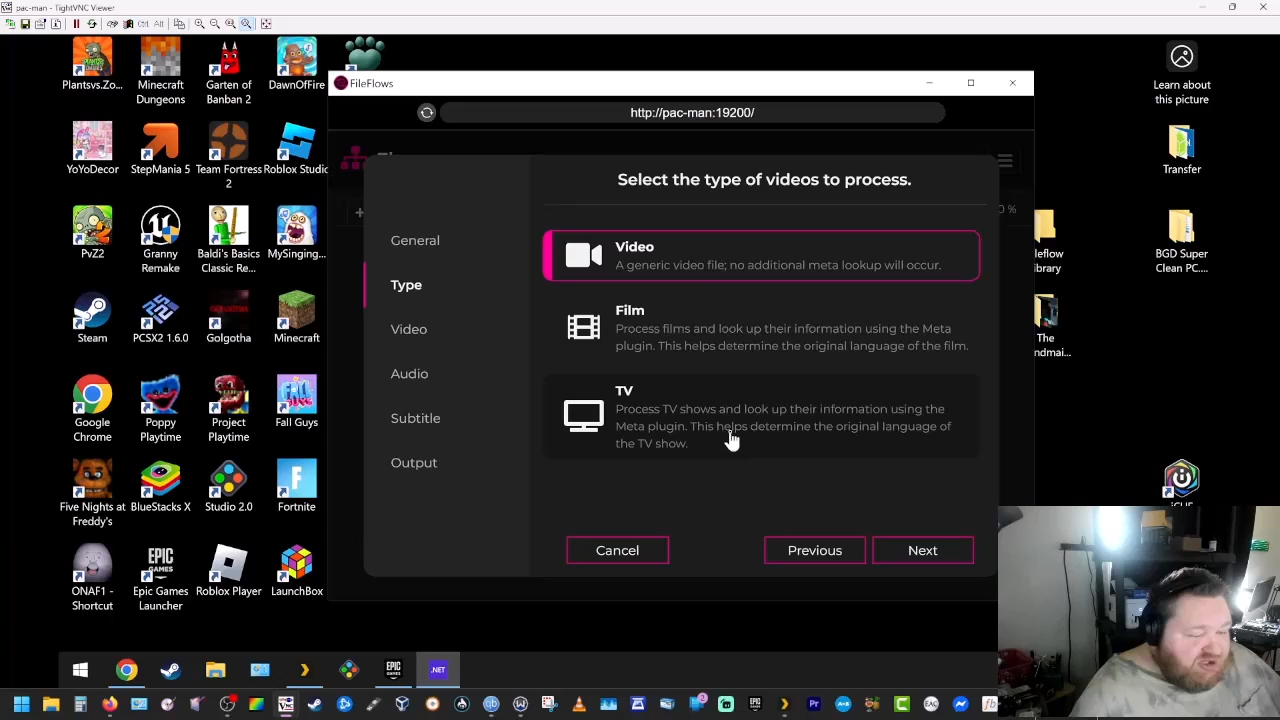 pac-man - TightVNC Viewer
Ctrl Alt
FileFlows
http://pac-man:19200/
Select the type of videos to process.
General
Type
Video
Audio
Subtitle
Output
Video
A generic video file; no additional meta lookup will occur.
Film
Process films and look up their information using the Meta
plugin. This helps determine the original language of the film.
TV
Process TV shows and look up their information using the
Meta plugin. This helps determine the original language of
the TV show.
Cancel
Previous
Next
Plantsvs.Zo...
Minecraft
Dungeons
Garten of
Banban 2
DawnOfFire
YoYoDecor
StepMania 5
Team Fortress
2
Roblox Studio
PvZ2
Granny
Remake
Baldi's Basics
Classic Re...
MySinging...
Steam
PCSX2 1.6.0
Golgotha
Minecraft
Google
Chrome
Poppy
Playtime
Project
Playtime
Fall Guys
Five Nights at
Freddy's
BlueStacks X
Studio 2.0
Fortnite
ONAF1 -
Shortcut
Epic Games
Launcher
Roblox Player
LaunchBox
Learn about
this picture
Transfer
BGD Super
Clean PC....
The
.NET
EPIC
GAMES